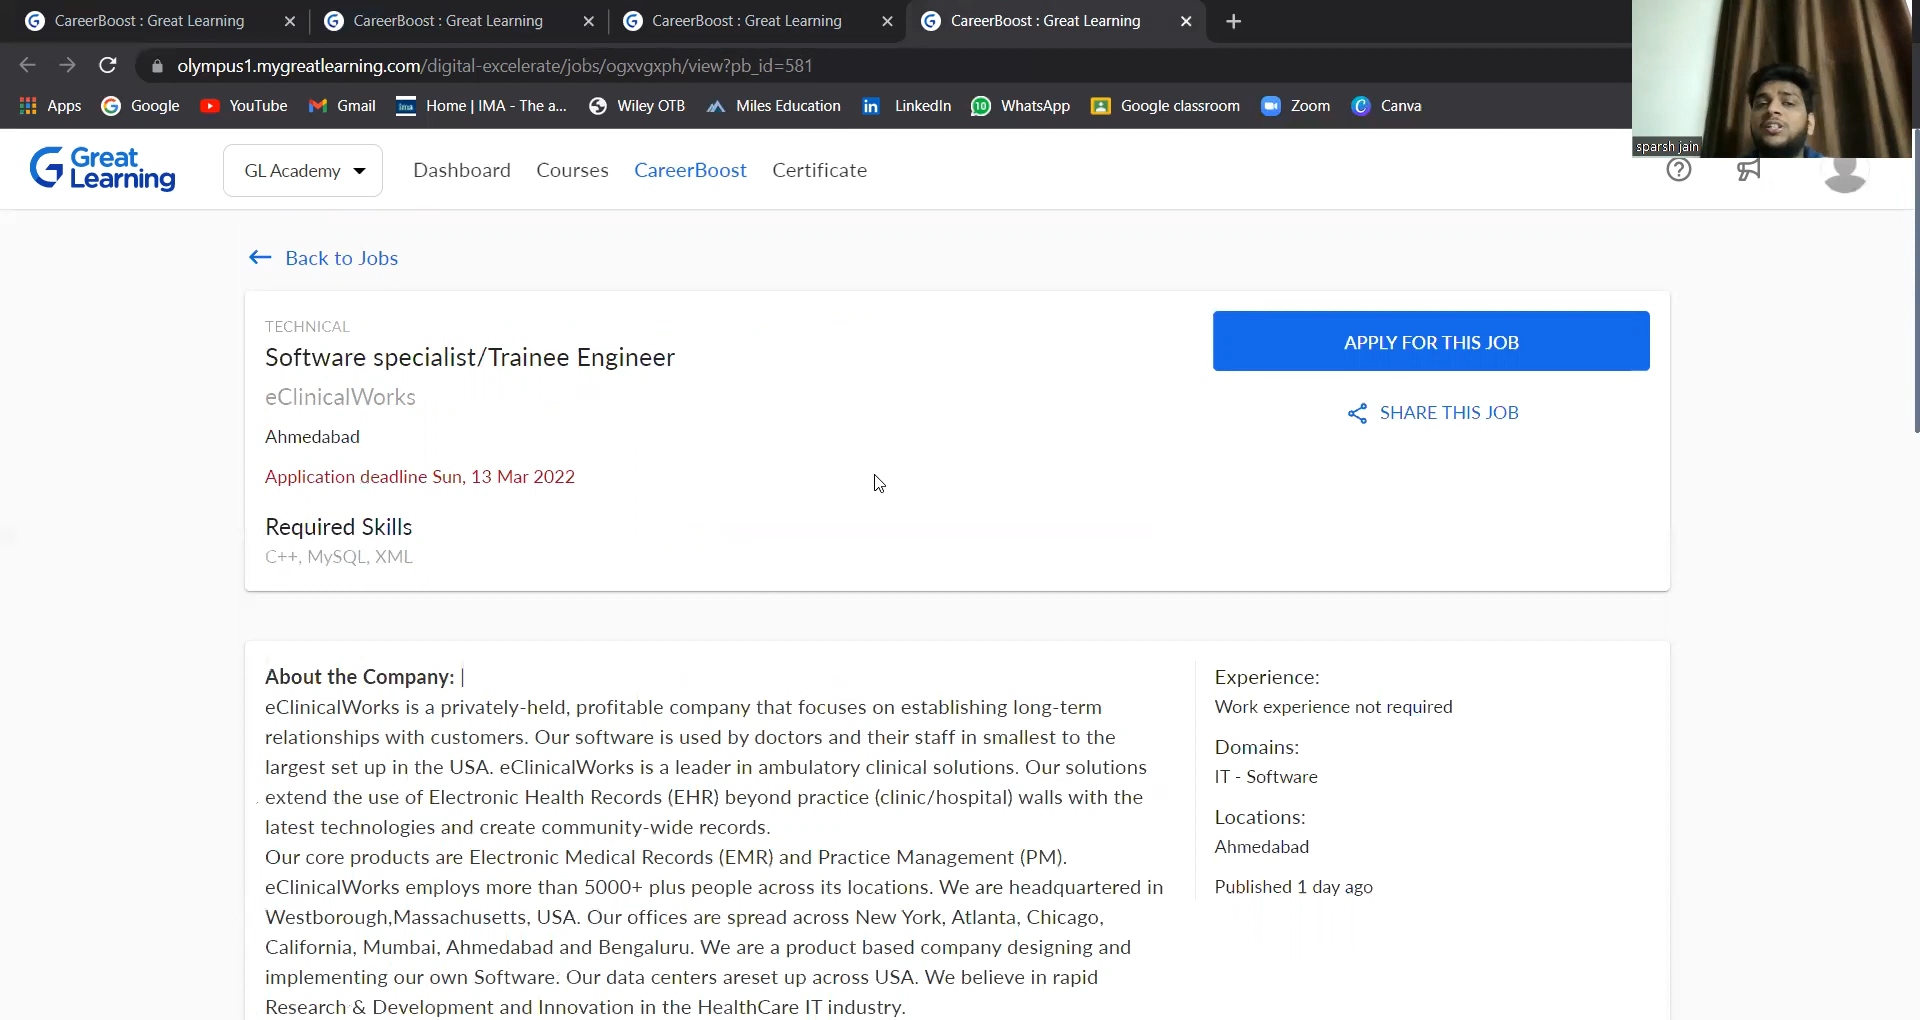 CareerBoost : Great Learning
CareerBoost : Great Learning
CareerBoost : Great Learning
CareerBoost : Great Learning
olympus1.mygreatlearning.com/digital-excelerate/jobs/ogxvgxph/view?pb_id=581
Apps
Google
YouTube
Gmail
ima
Home | IMA - The a...
Wiley OTB
Miles Education
in
LinkedIn
10
WhatsApp
Google classroom
Zoom
Canva
sparsh jain
Great
Learning
GL Academy
Dashboard
Courses
CareerBoost
Certificate
Back to Jobs
TECHNICAL
Software specialist/Trainee Engineer
eClinicalWorks
Ahmedabad
Application deadline Sun, 13 Mar 2022
Required Skills
C++, MySQL, XML
APPLY FOR THIS JOB
SHARE THIS JOB
About the Company:
eClinicalWorks is a privately-held, profitable company that focuses on establishing long-term
relationships with customers. Our software is used by doctors and their staff in smallest to the
largest set up in the USA. eClinicalWorks is a leader in ambulatory clinical solutions. Our solutions
extend the use of Electronic Health Records (EHR) beyond practice (clinic/hospital) walls with the
latest technologies and create community-wide records.
Our core products are Electronic Medical Records (EMR) and Practice Management (PM).
eClinicalWorks employs more than 5000+ plus people across its locations. We are headquartered in
Westborough,Massachusetts, USA. Our offices are spread across New York, Atlanta, Chicago,
California, Mumbai, Ahmedabad and Bengaluru. We are a product based company designing and
implementing our own Software. Our data centers areset up across USA. We believe in rapid
Research & Development and Innovation in the HealthCare IT industry.
Experience:
Work experience not required
Domains:
IT - Software
Locations:
Ahmedabad
Published 1 day ago